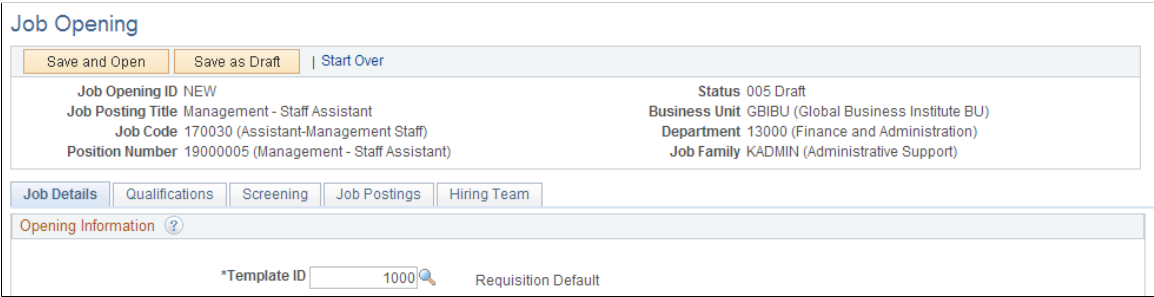 Job Opening
Save and Open Save as Draft | Start Over
Job Opening ID NEW Status 005 Draft
Job Posting Title Management - Staff Assistant Business Unit GBIBU (Global Business Institute BU)
Job Code 170030 (Assistant-Management Staff) Department 13000 (Finance and Administration)
Position Number 19000005 (Management - Staff Assistant) Job Family KADMIN (Administrative Support)
Job Details Qualifications Screening Job Postings Hiring Team
Opening Information ?
*Template ID 1000 Requisition Default